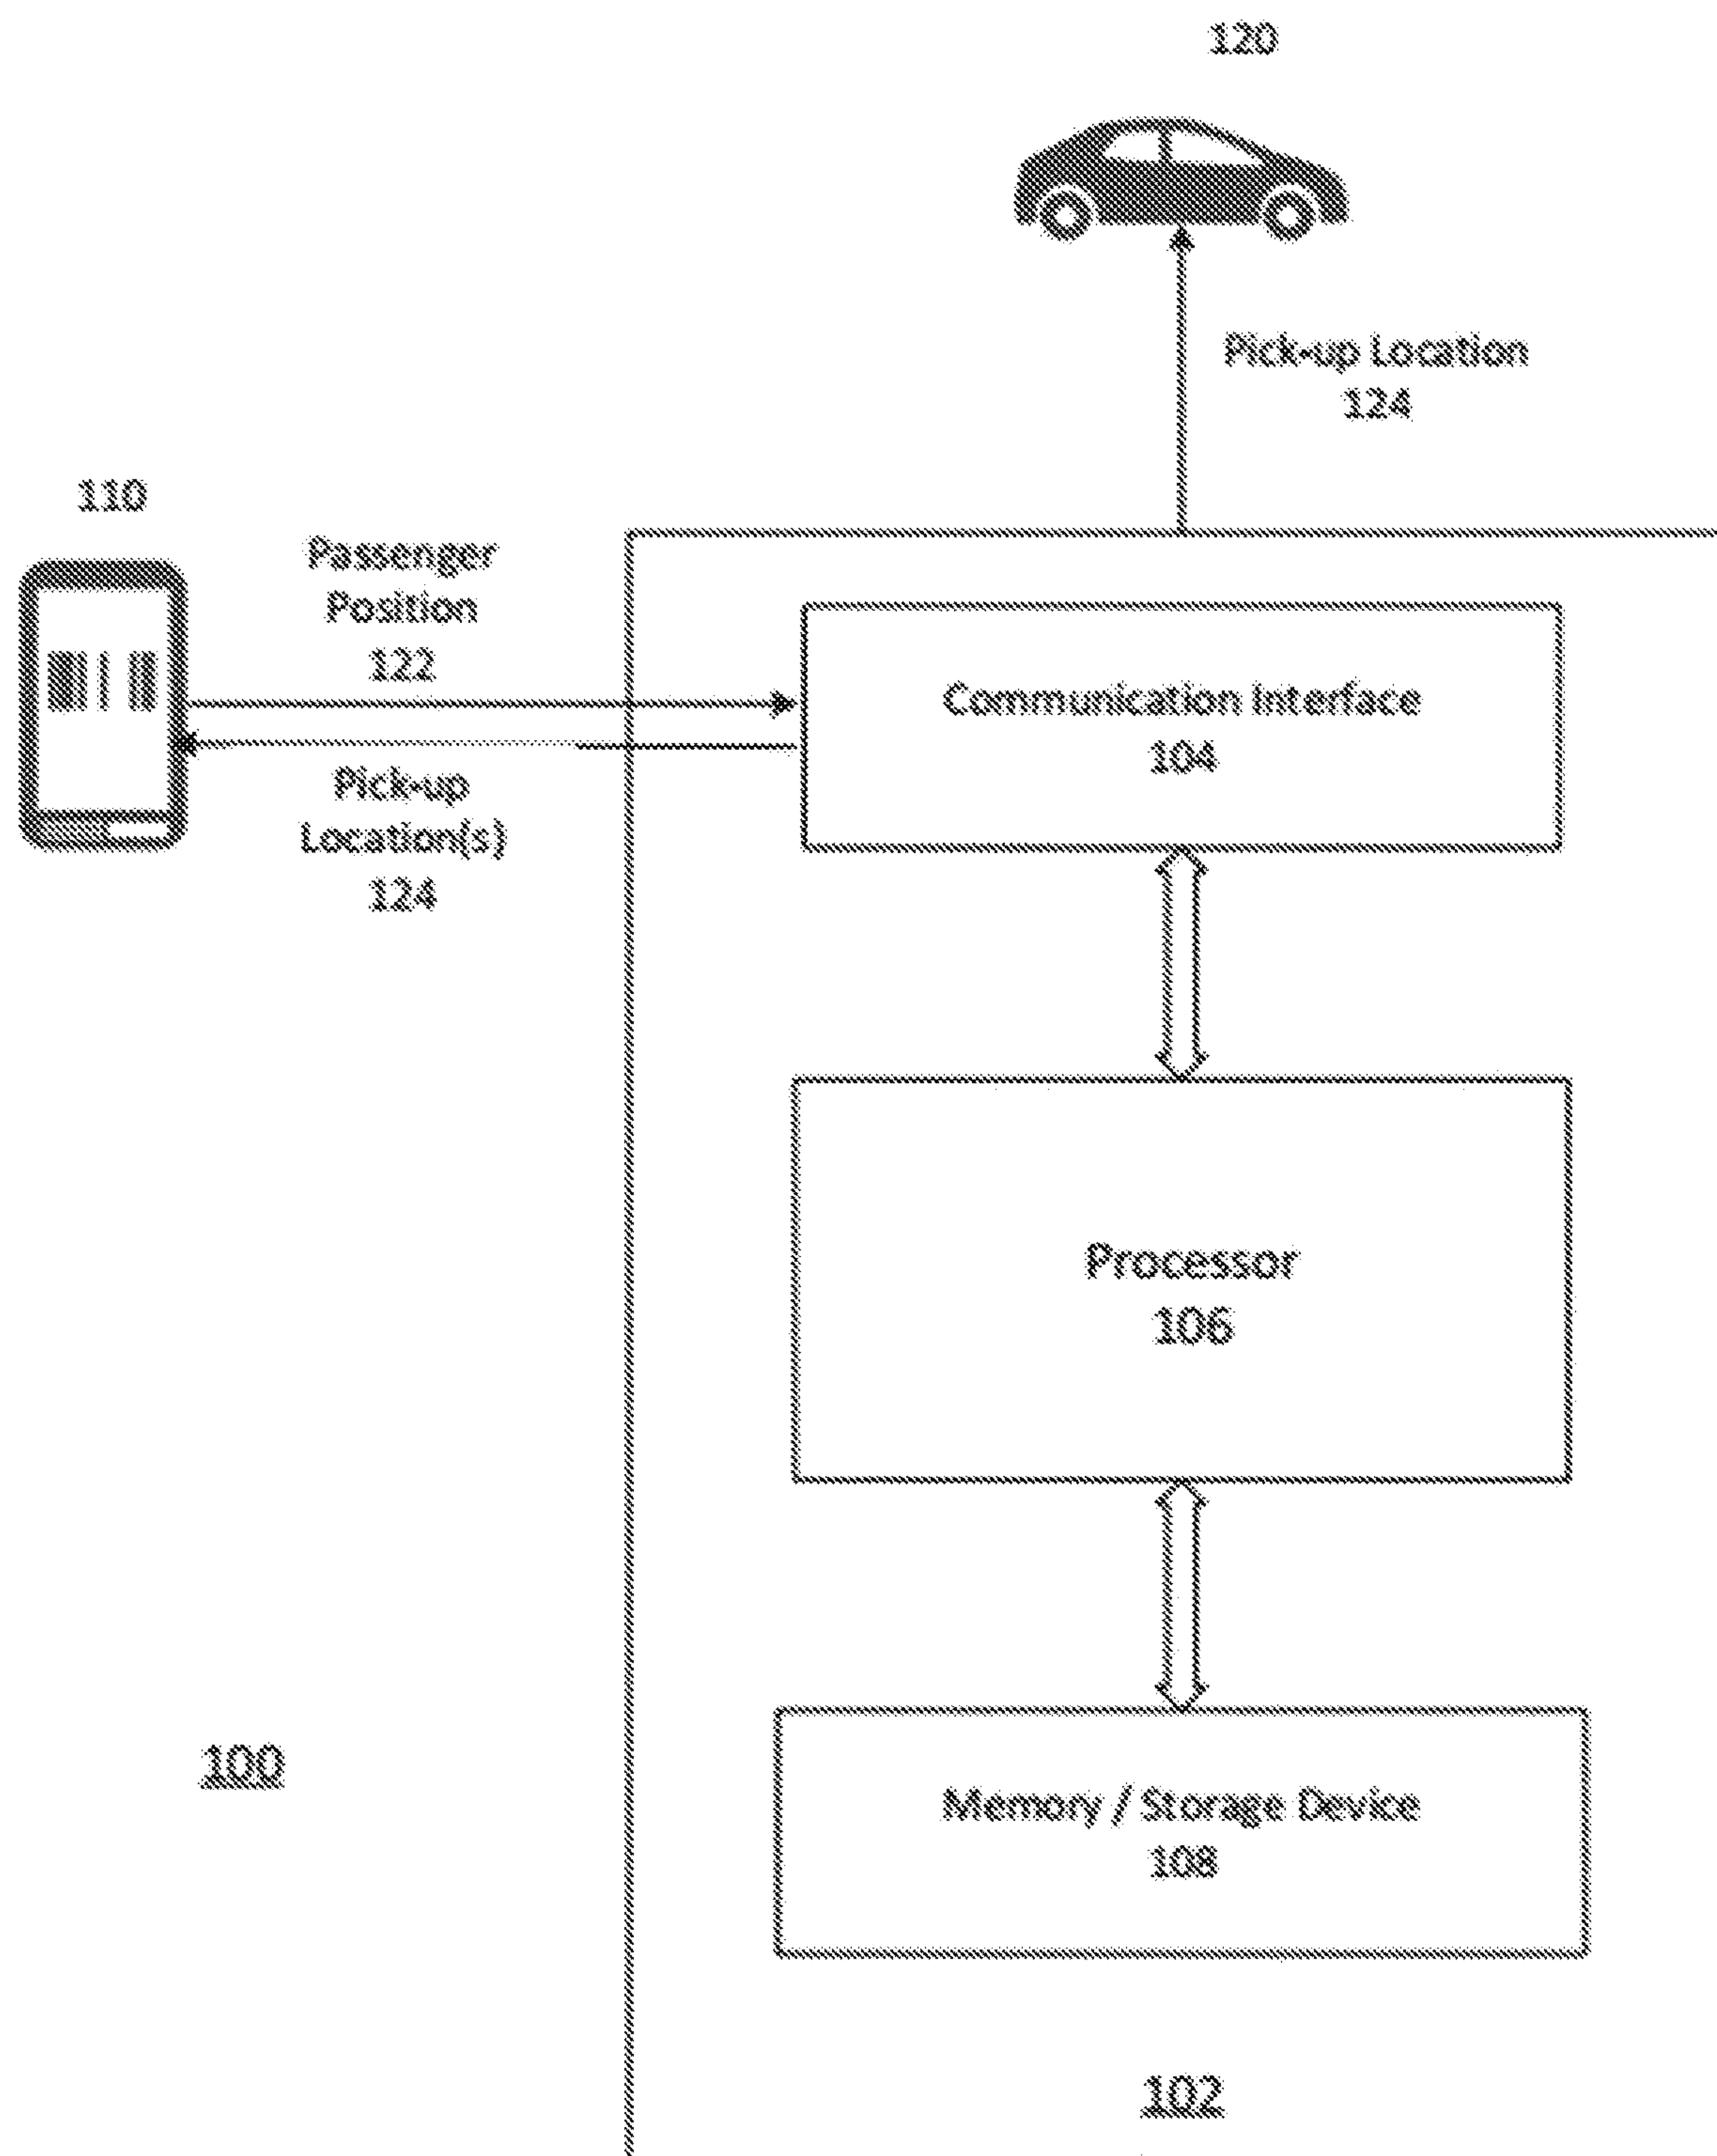 120
Pick-up Location
124
110
Passenger
Position
122
Pick-up
Location(s)
124
Communication Interface
104
Processor
106
100
Memory / Storage Device
108
102